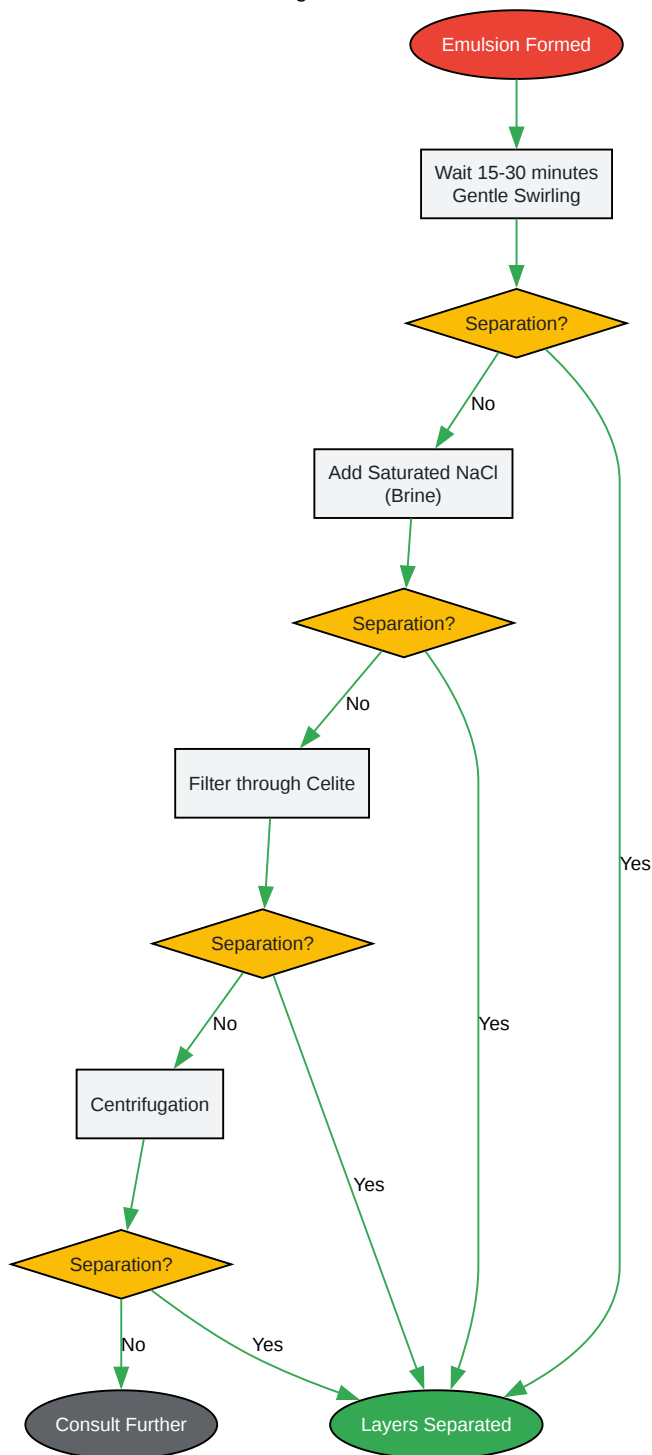 Emulsion Formed
Wait 15-30 minutes
Gentle Swirling
Separation?
No
Add Saturated NaCl
(Brine)
Separation?
No
Filter through Celite
Yes
Separation?
No
Yes
Centrifugation
Yes
Separation?
No
Yes
Consult Further
Layers Separated